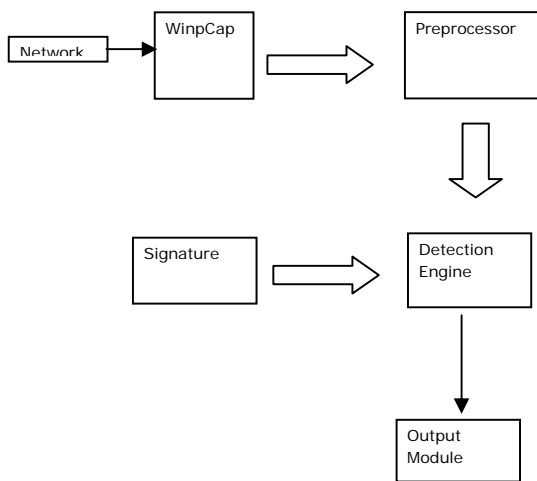 WinpCap
Preprocessor
Network
Signature
Detection
Engine
Output
Module